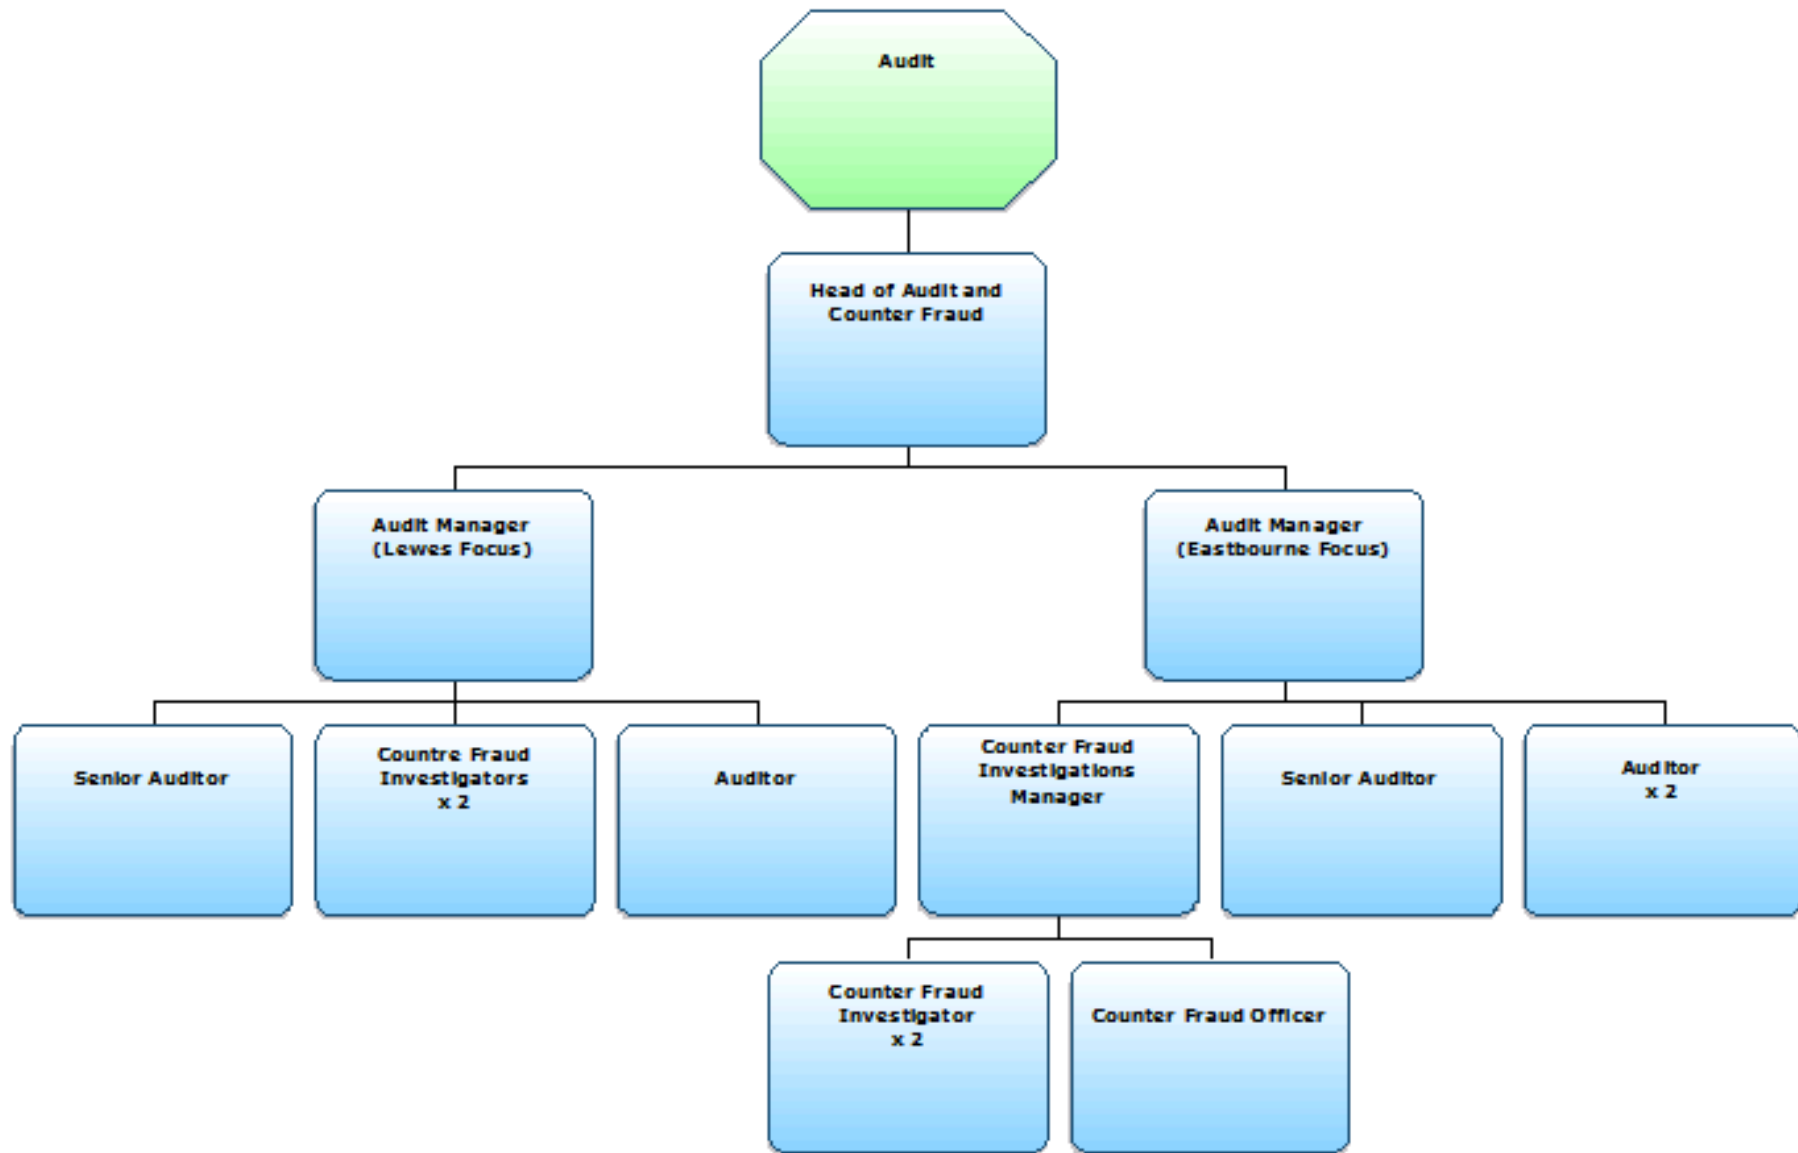 Audit
Head of Audit and
Counter Fraud
Audit Manager
(Lewes Focus)
Audit Manager
(Eastbourne Focus)
Senior Auditor
Countre Fraud
Investigators
x 2
Auditor
Counter Fraud
Investigations
Manager
Senior Auditor
Auditor
x 2
Counter Fraud
Investigator
x 2
Counter Fraud Officer